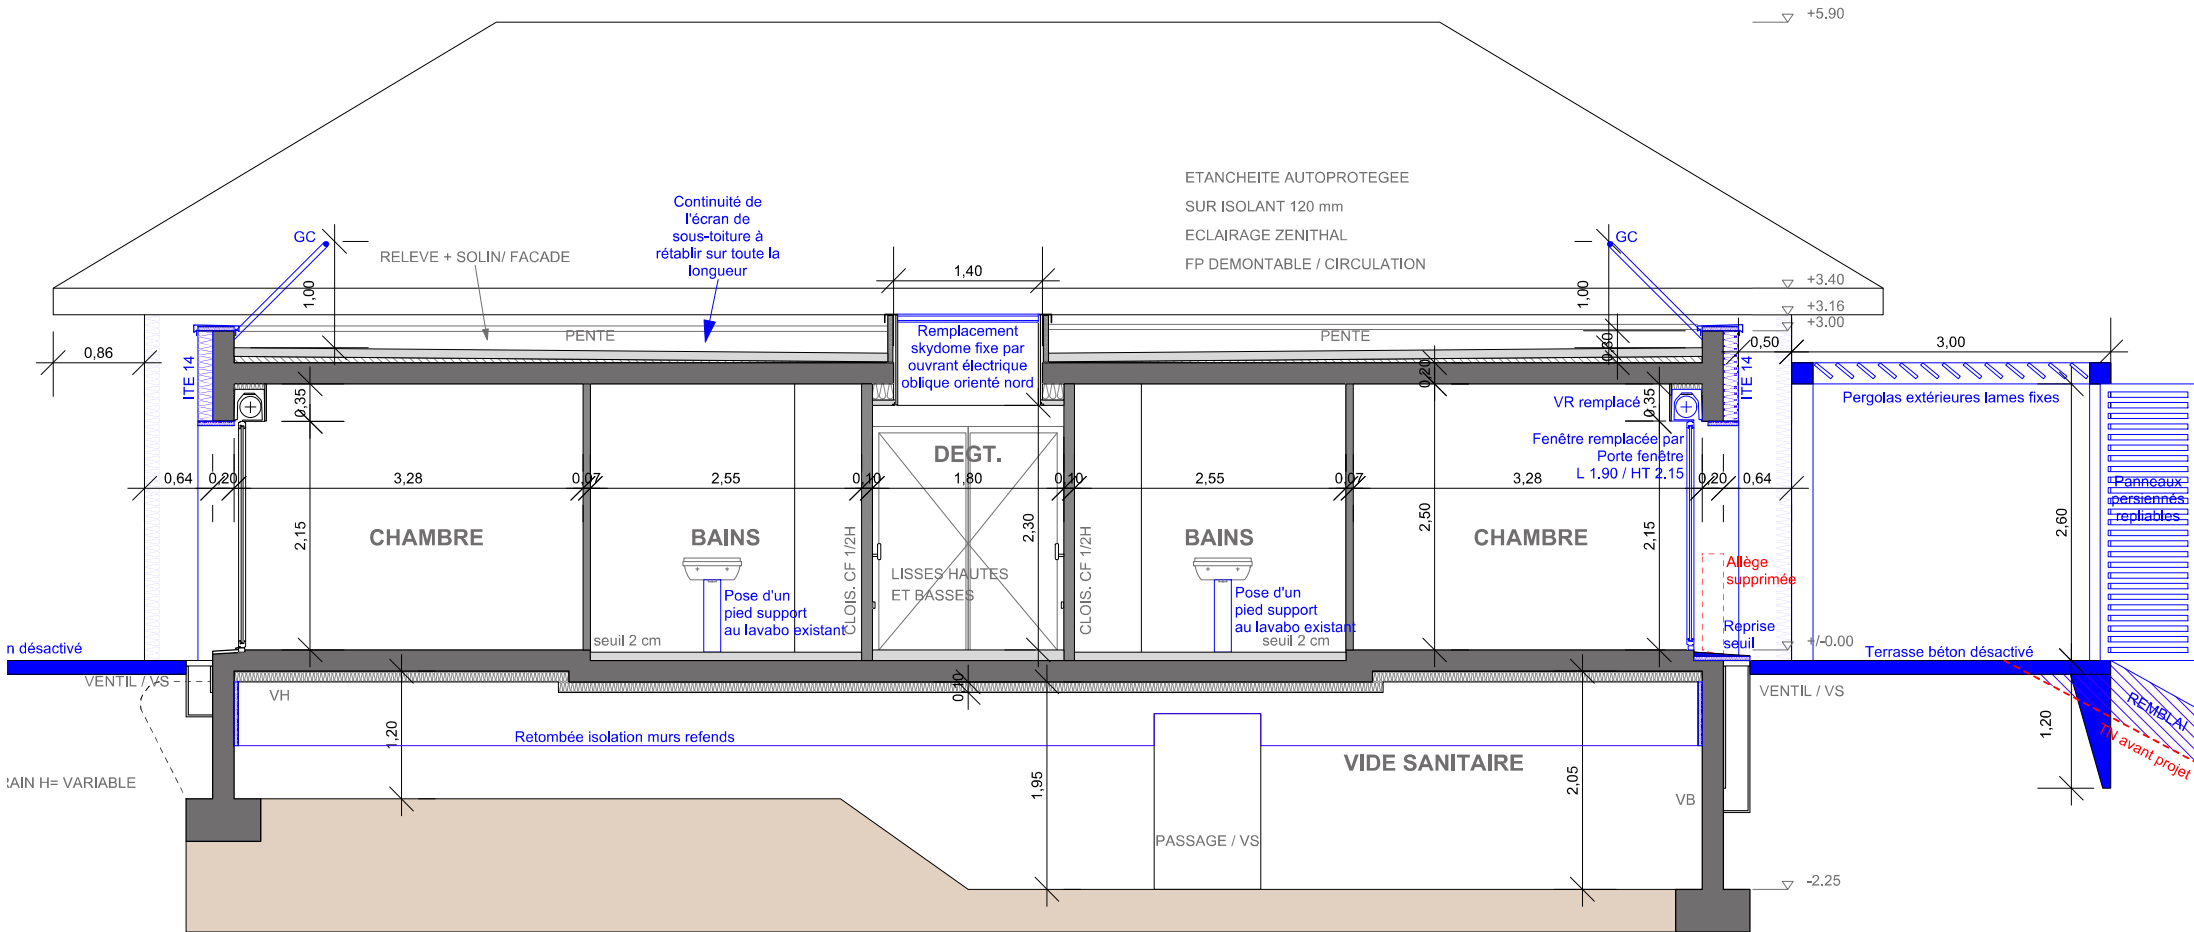 +5.90
ETANCHEITE AUTOPROTEGEE
SUR ISOLANT 120 mm
ECLAIRAGE ZENITHAL
FP DEMONTABLE / CIRCULATION
Continuité de
l'écran de
sous-toiture à
rétablir sur toute la
longueur
GC
RELEVE + SOLIN/ FACADE
1,00
1,40
GC
1,00
+3.40
+3.16
+3.00
PENTE
Remplacement
skydome fixe par
ouvrant électrique
oblique orienté nord
PENTE
0,86
ITE 14
0,30
0,20
0,50
3,00
ITE 14
0,35
VR remplacé
0,35
Pergolas extérieures lames fixes
Fenêtre remplacée par
Porte fenêtre
L 1.90 / HT 2.15
DEGT.
0,64
0,20
3,28
0,07
2,55
0,10
1,80
0,10
2,55
0,07
3,28
0,20
0,64
Panneaux
persiennés
repliables
2,15
CHAMBRE
BAINS
2,30
BAINS
2,50
CHAMBRE
2,15
2,60
CLOIS. CF 1/2H
LISSES HAUTES
ET BASSES
CLOIS. CF 1/2H
Allège
supprimée
Pose d'un
pied support
au lavabo existant
Pose d'un
pied support
au lavabo existant
seuil 2 cm
seuil 2 cm
Reprise
seuil
+/-0.00
n désactivé
Terrasse béton désactivé
VENTIL / VS
VH
0,10
VENTIL / VS
REMBLAI
TN avant projet
1,20
1,20
Retombée isolation murs refends
VIDE SANITAIRE
RAIN H= VARIABLE
1,95
2,05
VB
PASSAGE / VS
-2.25